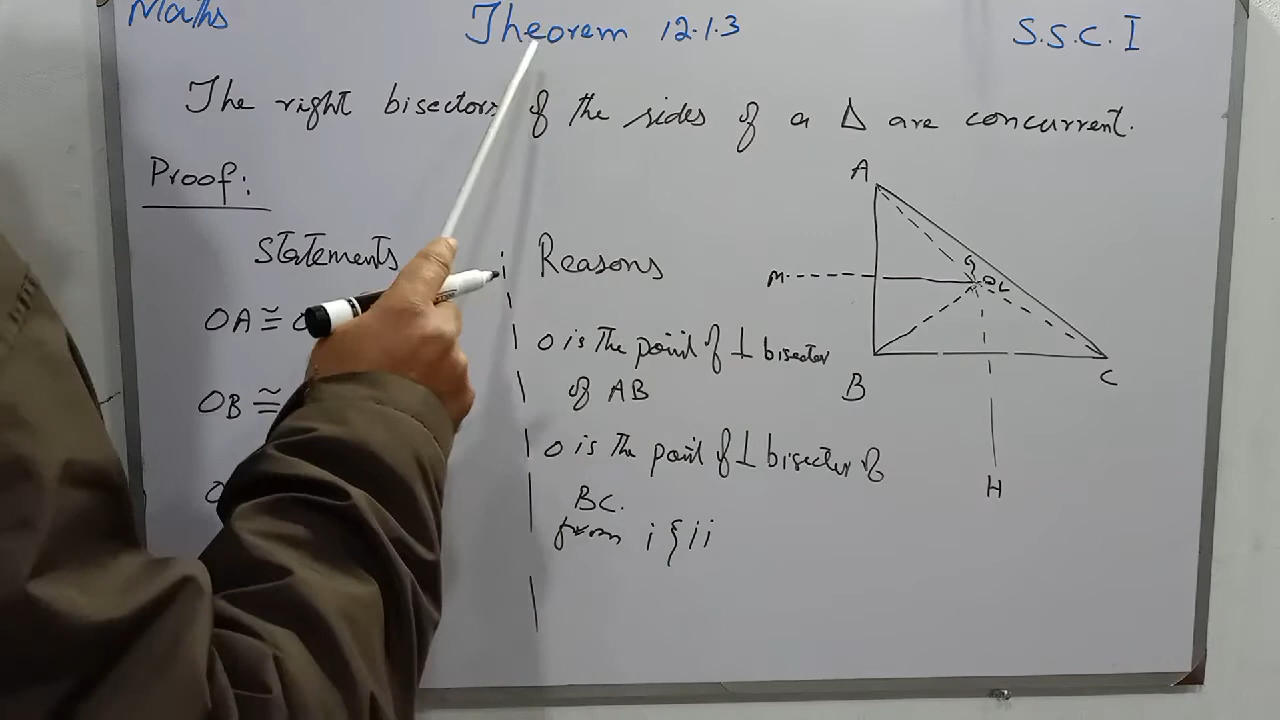 Maths Theorem 12.1.3 S.S.C. I
The right bisectors of the sides of a Δ are concurrent.
Proof:
Statements Reasons
OA ≅ O
o is The point of ⊥ bisector
of AB
OB ≅
o is The point of ⊥ bisector of
BC.
O
from i & ii
A
M
O
L
B
C
H